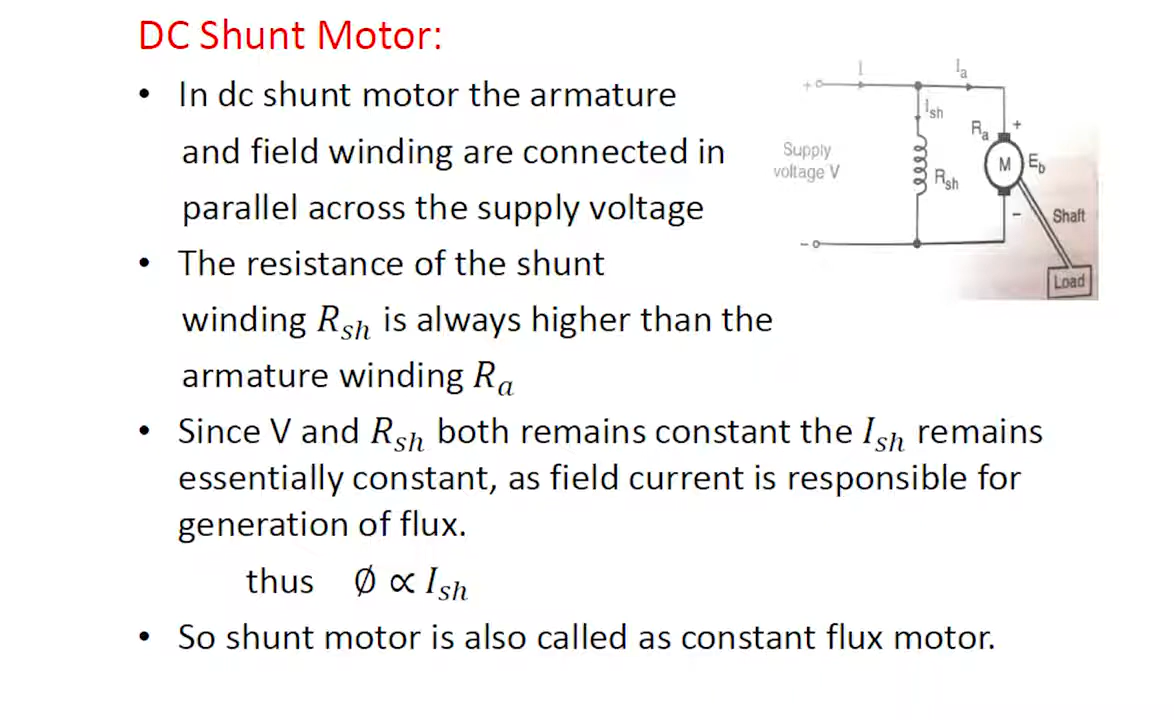 DC Shunt Motor:
• In dc shunt motor the armature
and field winding are connected in
parallel across the supply voltage
• The resistance of the shunt
winding Rsh is always higher than the
armature winding Ra
• Since V and Rsh both remains constant the Ish remains
essentially constant, as field current is responsible for
generation of flux.
thus ∅ ∝ Ish
• So shunt motor is also called as constant flux motor.
+
I
Ia
Ish
Ra
+
Supply
voltage V
Rsh
M
Eb
−
Shaft
−
Load